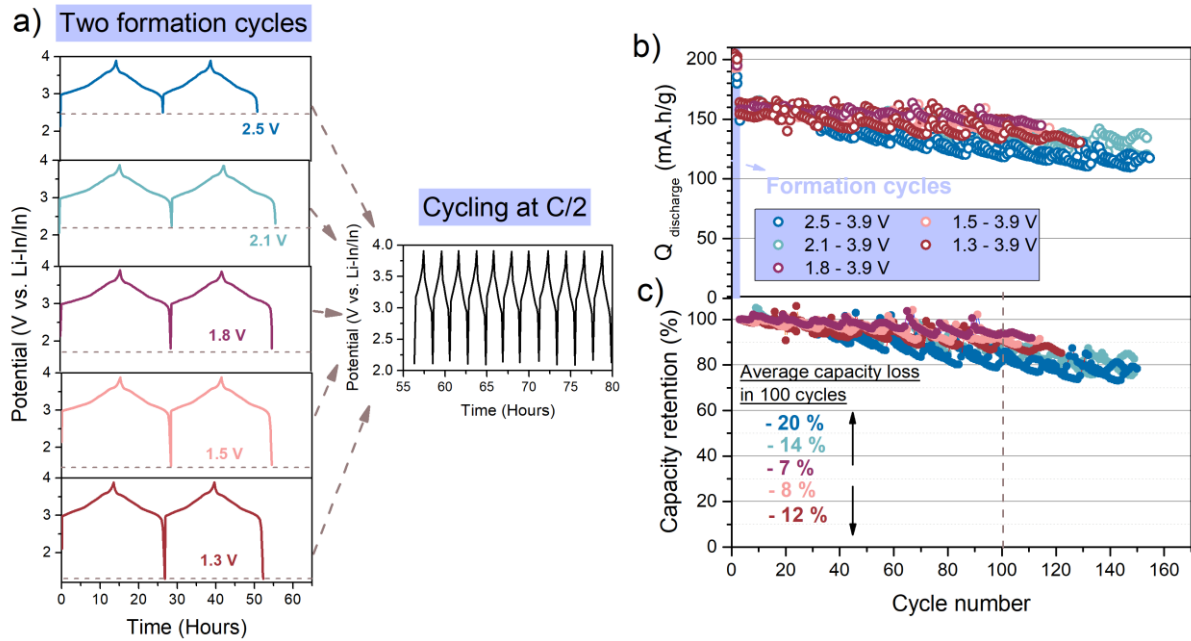 a)
Two formation cycles
Potential (V vs. Li-In/In)
4
3
2
2.5 V
4
3
2
2.1 V
4
3
2
1.8 V
4
3
2
1.5 V
4
3
2
1.3 V
0 10 20 30 40 50 60
Time (Hours)
Cycling at C/2
Potential (V vs. Li-In/In)
4.0
3.5
3.0
2.5
2.0
55 60 65 70 75 80
Time (Hours)
b)
Q discharge (mA.h/g)
200
150
100
50
0
Formation cycles
2.5 - 3.9 V
2.1 - 3.9 V
1.8 - 3.9 V
1.5 - 3.9 V
1.3 - 3.9 V
c)
Capacity retention (%)
100
80
60
40
20
0
Average capacity loss
in 100 cycles
- 20 %
- 14 %
- 7 %
- 8 %
- 12 %
0 20 40 60 80 100 120 140 160
Cycle number